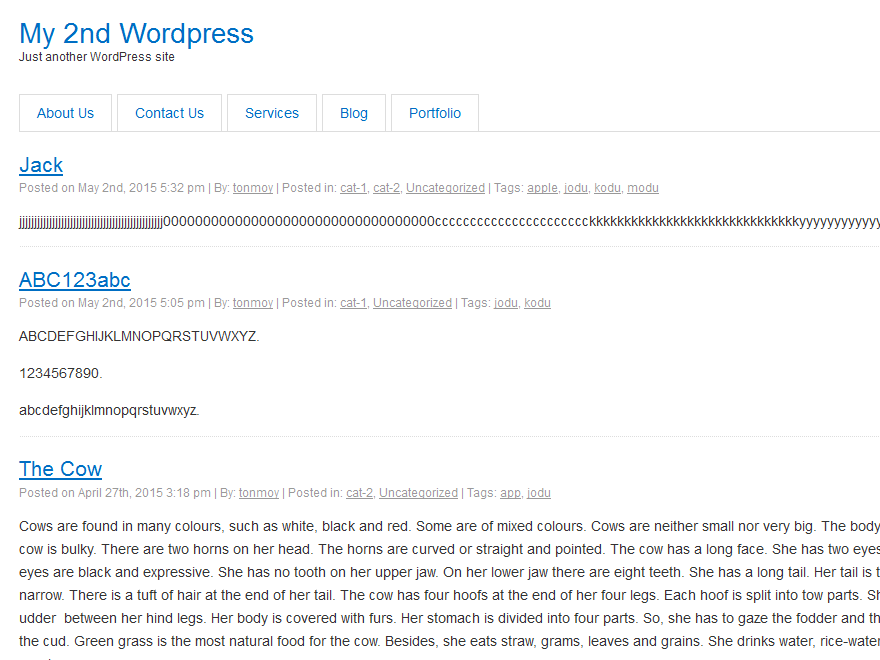 My 2nd Wordpress
Just another WordPress site
About Us Contact Us Services Blog Portfolio
Jack
Posted on May 2nd, 2015 5:32 pm | By: tonmoy | Posted in: cat-1, cat-2, Uncategorized | Tags: apple, jodu, kodu, modu
ABC123abc
Posted on May 2nd, 2015 5:05 pm | By: tonmoy | Posted in: cat-1, Uncategorized | Tags: jodu, kodu
ABCDEFGHIJKLMNOPQRSTUVWXYZ.
1234567890.
abcdefghijklmnopqrstuvwxyz.
The Cow
Posted on April 27th, 2015 3:18 pm | By: tonmoy | Posted in: cat-2, Uncategorized | Tags: app, jodu
Cows are found in many colours, such as white, black and red. Some are of mixed colours. Cows are neither small nor very big. The body
cow is bulky. There are two horns on her head. The horns are curved or straight and pointed. The cow has a long face. She has two eyes
eyes are black and expressive. She has no tooth on her upper jaw. On her lower jaw there are eight teeth. She has a long tail. Her tail is
narrow. There is a tuft of hair at the end of her tail. The cow has four hoofs at the end of her four legs. Each hoof is split into tow parts.
udder between her hind legs. Her body is covered with furs. Her stomach is divided into four parts. So, she has to gaze the fodder and
the cud. Green grass is the most natural food for the cow. Besides, she eats straw, grams, leaves and grains. She drinks water, rice-water